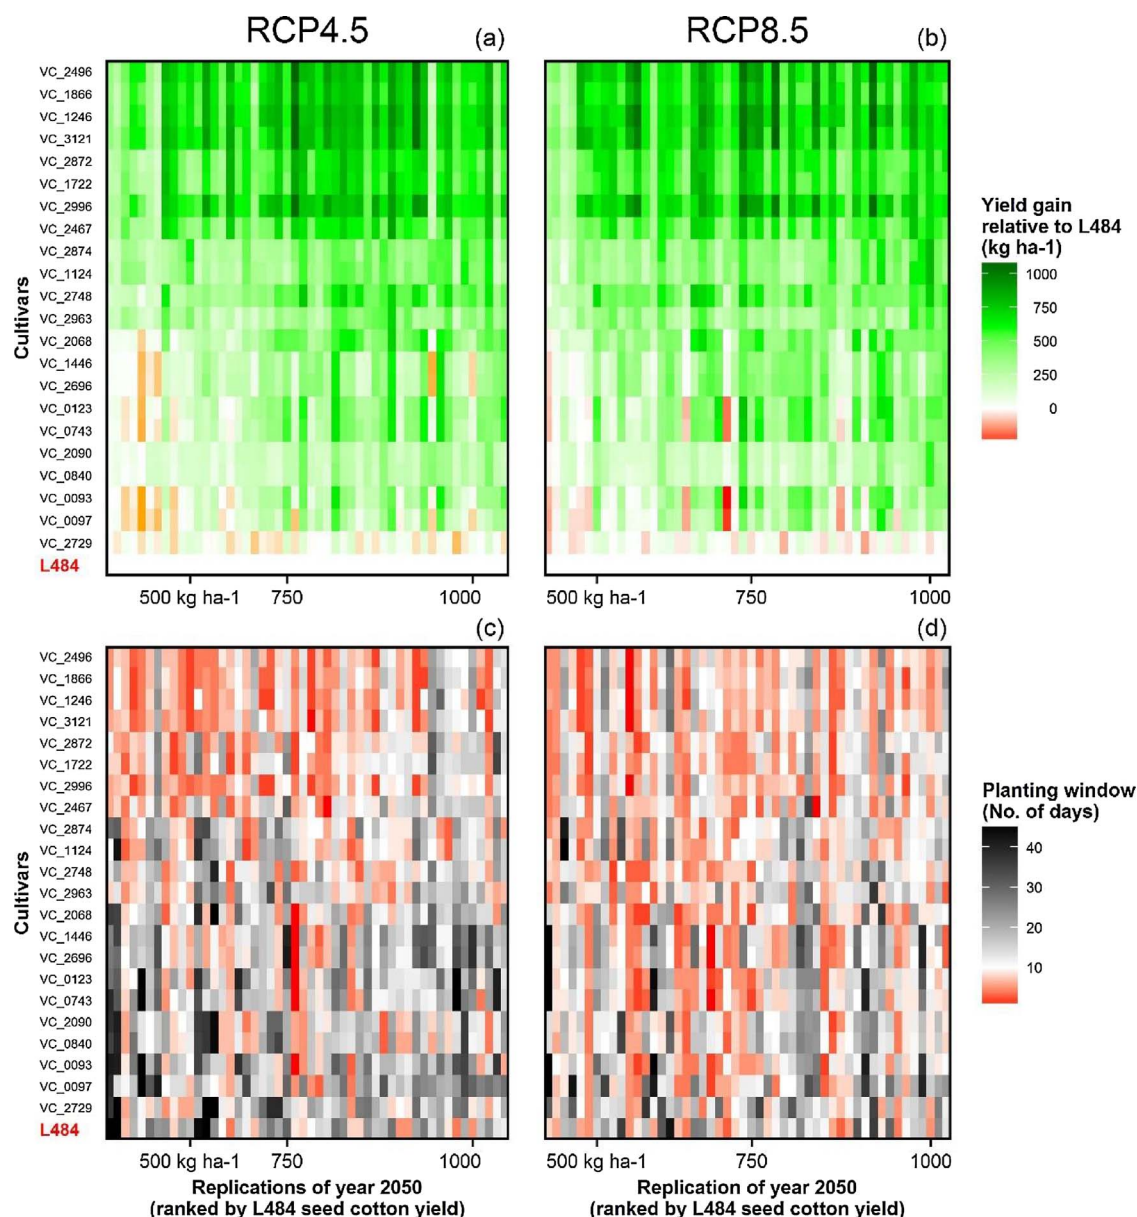 RCP4.5
(a)
RCP8.5
(b)
Cultivars
VC_2496
VC_1866
VC_1246
VC_3121
VC_2872
VC_1722
VC_2996
VC_2467
VC_2874
VC_1124
VC_2748
VC_2963
VC_2068
VC_1446
VC_2696
VC_0123
VC_0743
VC_2090
VC_0840
VC_0093
VC_0097
VC_2729
L484
500 kg ha-1 750 1000
500 kg ha-1 750 1000
Yield gain
relative to L484
(kg ha-1)
1000
750
500
250
0
(c)
(d)
Cultivars
VC_2496
VC_1866
VC_1246
VC_3121
VC_2872
VC_1722
VC_2996
VC_2467
VC_2874
VC_1124
VC_2748
VC_2963
VC_2068
VC_1446
VC_2696
VC_0123
VC_0743
VC_2090
VC_0840
VC_0093
VC_0097
VC_2729
L484
500 kg ha-1 750 1000
Replications of year 2050
(ranked by L484 seed cotton yield)
500 kg ha-1 750 1000
Replication of year 2050
(ranked by L484 seed cotton yield)
Planting window
(No. of days)
40
30
20
10